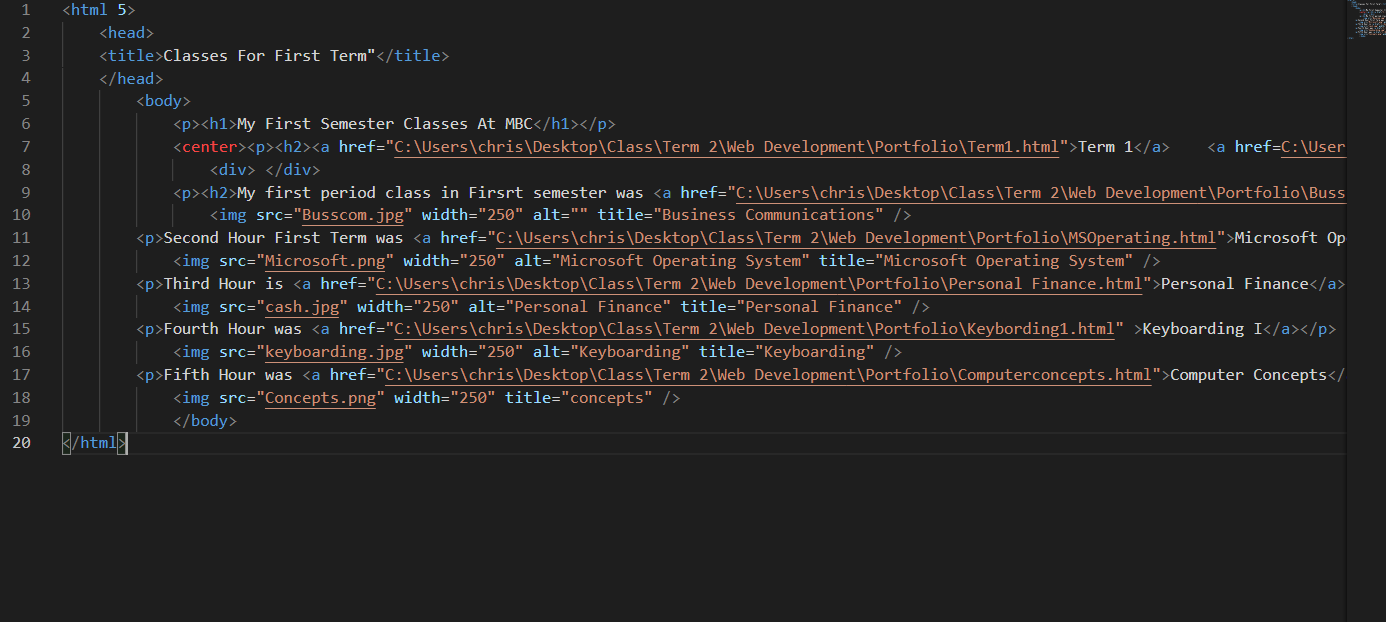 1 <html 5>
2 <head>
3 <title>Classes For First Term"</title>
4 </head>
5 <body>
6 <p><h1>My First Semester Classes At MBC</h1></p>
7 <center><p><h2><a href="C:\Users\chris\Desktop\Class\Term 2\Web Development\Portfolio\Term1.html">Term 1</a> <a href=C:\User
8 <div> </div>
9 <p><h2>My first period class in Firsrt semester was <a href="C:\Users\chris\Desktop\Class\Term 2\Web Development\Portfolio\Buss
10 <img src="Busscom.jpg" width="250" alt="" title="Business Communications" />
11 <p>Second Hour First Term was <a href="C:\Users\chris\Desktop\Class\Term 2\Web Development\Portfolio\MSOperating.html">Microsoft Op
12 <img src="Microsoft.png" width="250" alt="Microsoft Operating System" title="Microsoft Operating System" />
13 <p>Third Hour is <a href="C:\Users\chris\Desktop\Class\Term 2\Web Development\Portfolio\Personal Finance.html">Personal Finance</a>
14 <img src="cash.jpg" width="250" alt="Personal Finance" title="Personal Finance" />
15 <p>Fourth Hour was <a href="C:\Users\chris\Desktop\Class\Term 2\Web Development\Portfolio\Keybording1.html" >Keyboarding I</a></p>
16 <img src="keyboarding.jpg" width="250" alt="Keyboarding" title="Keyboarding" />
17 <p>Fifth Hour was <a href="C:\Users\chris\Desktop\Class\Term 2\Web Development\Portfolio\Computerconcepts.html">Computer Concepts</
18 <img src="Concepts.png" width="250" title="concepts" />
19 </body>
20 </html>